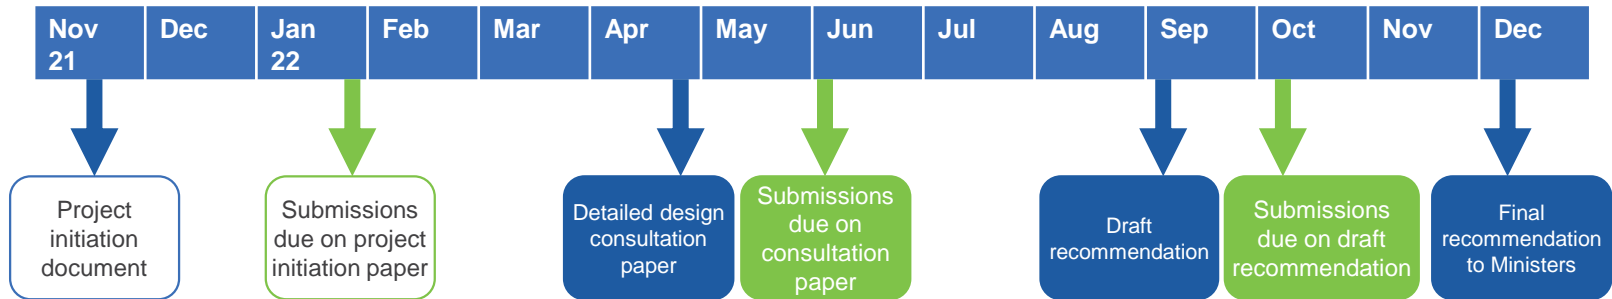 Nov Dec Jan Feb Mar Apr May Jun Jul Aug Sep Oct Nov Dec
21 22
Project
initiation
document
Submissions
due on project
initiation paper
Detailed design
consultation
paper
Submissions
due on
consultation
paper
Draft
recommendation
Submissions
due on draft
recommendation
Final
recommendation
to Ministers